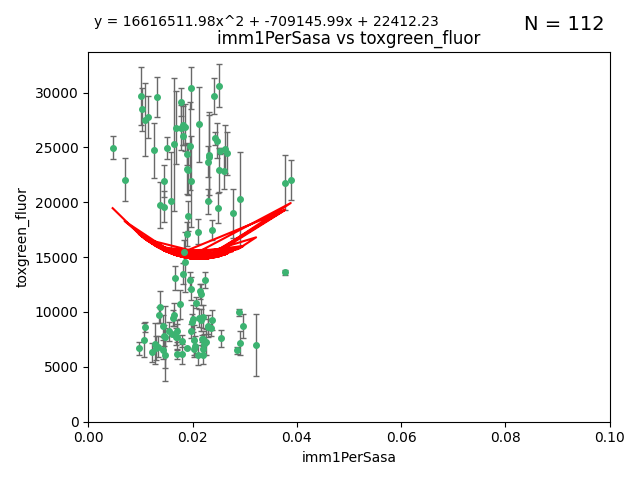 y = 16616511.98x^2 + -709145.99x + 22412.23
N = 112
imm1PerSasa vs toxgreen_fluor
toxgreen_fluor
30000
25000
20000
15000
10000
5000
0
0.00 0.02 0.04 0.06 0.08 0.10
imm1PerSasa